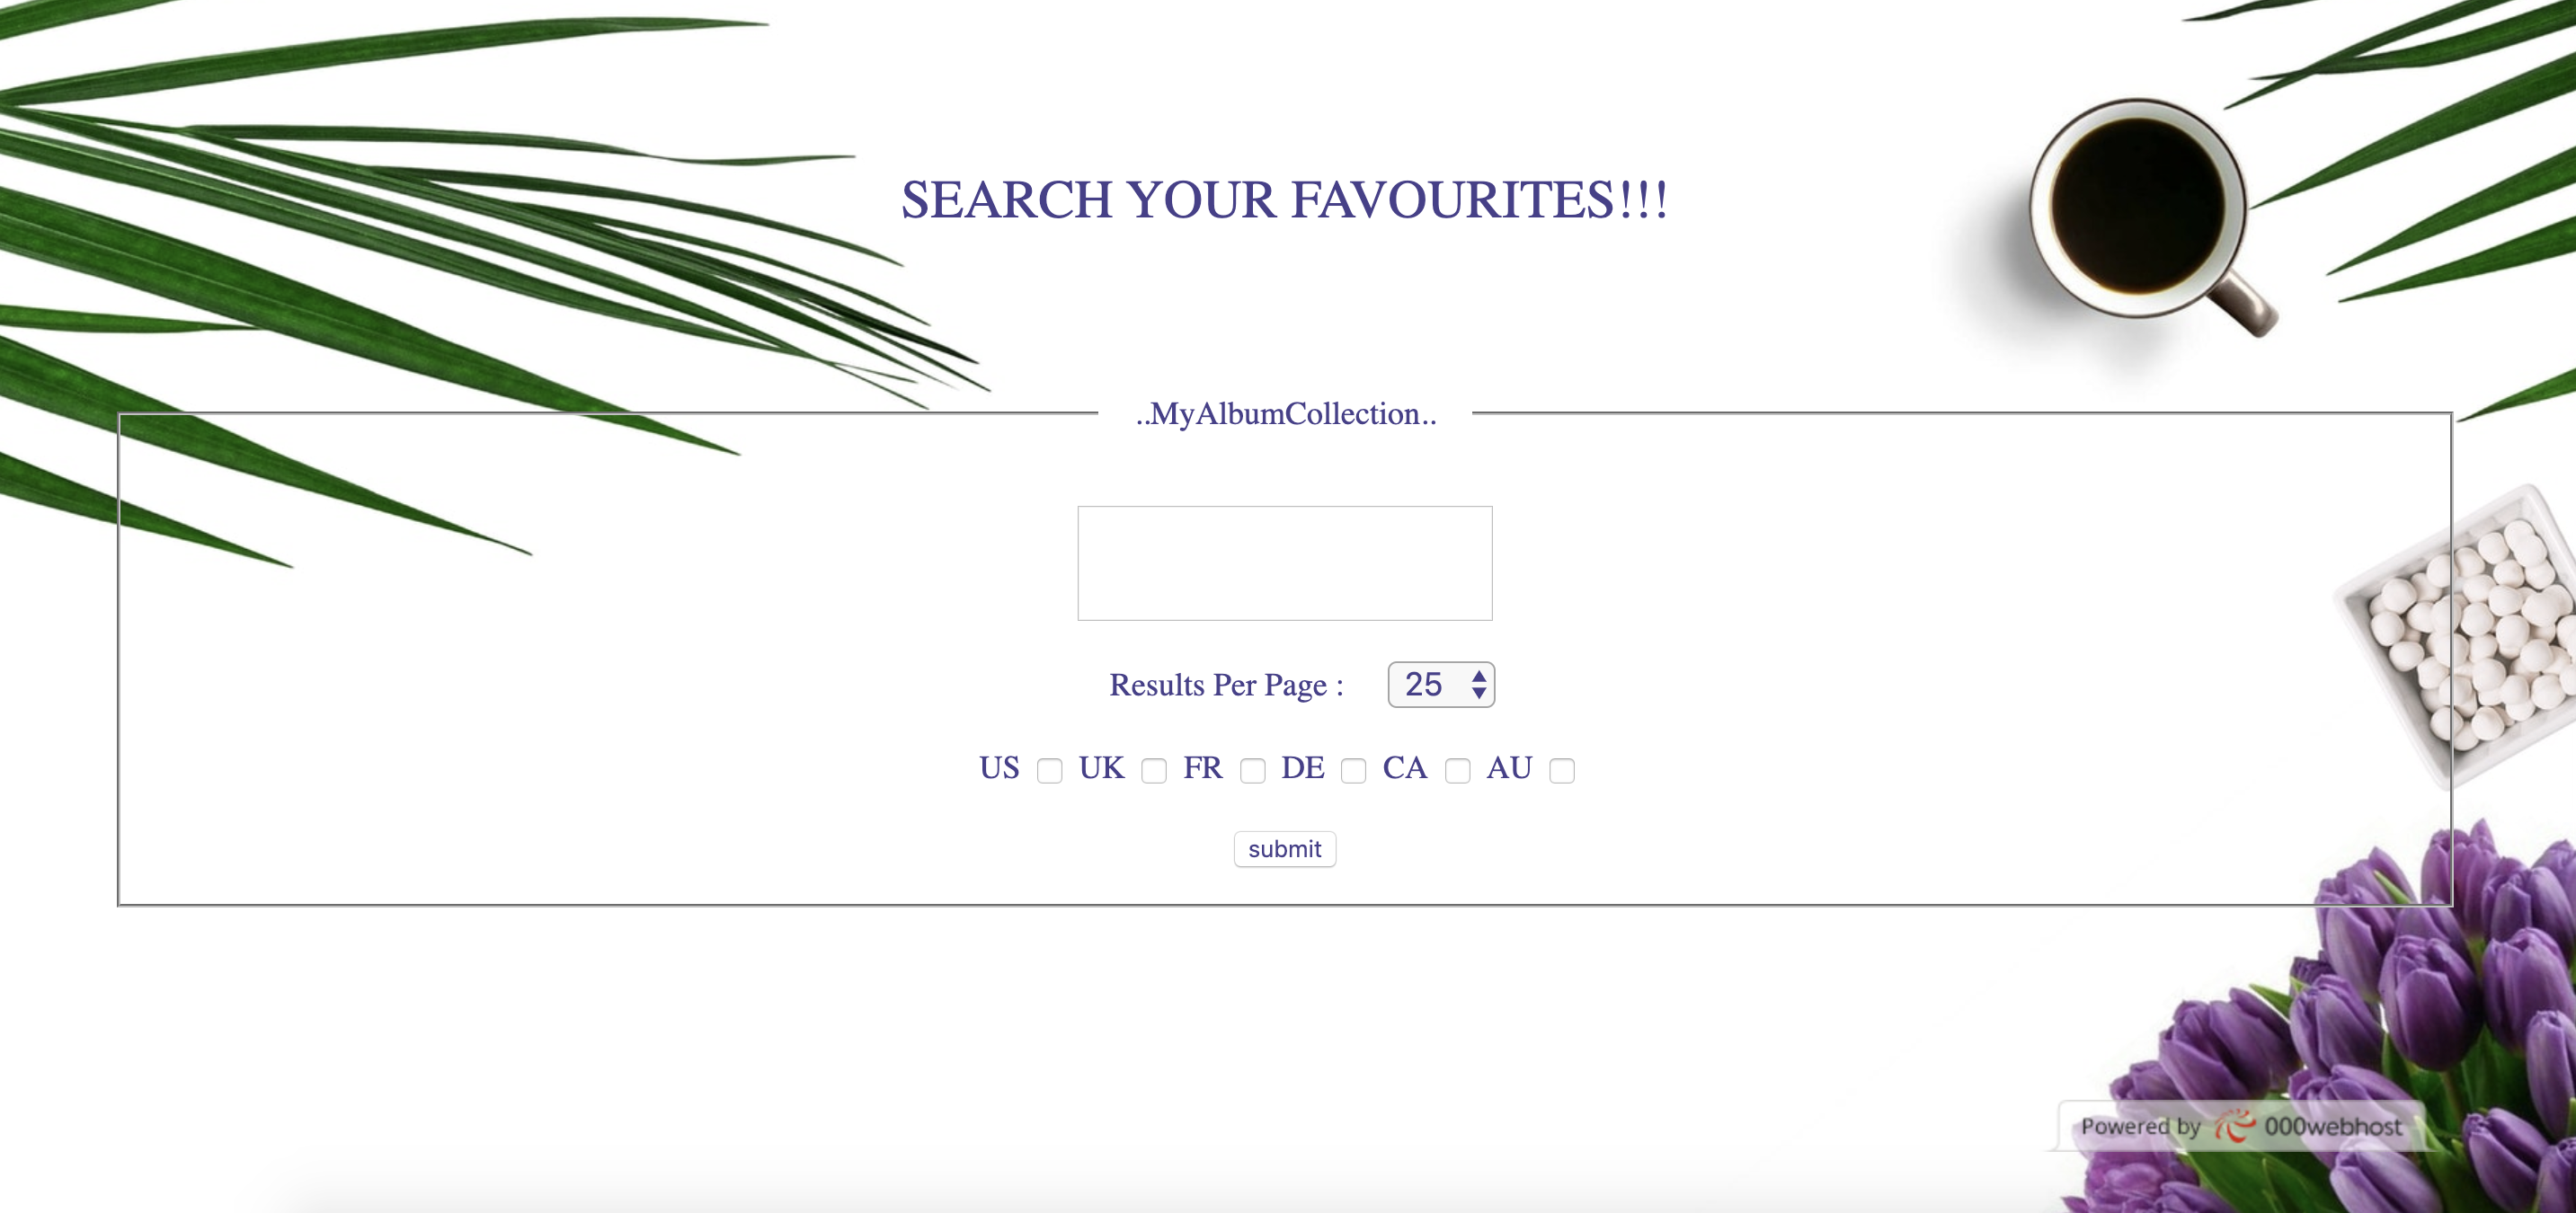 SEARCH YOUR FAVOURITES!!!
..MyAlbumCollection..
Results Per Page : 25
US UK FR DE CA AU
submit
Powered by 000webhost